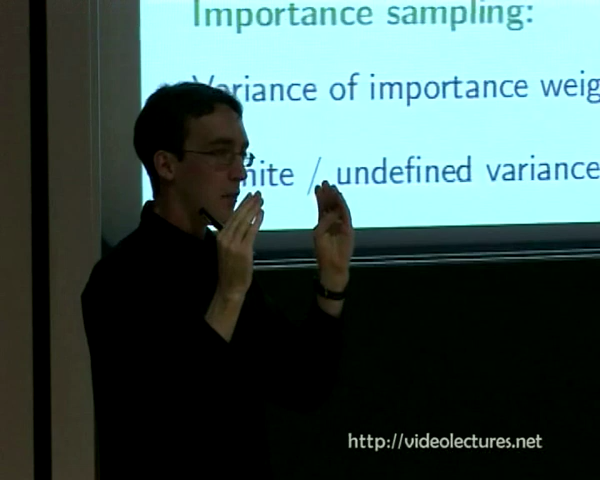 Importance sampling:
Variance of importance
/ undefined variance
http://videolectures.net